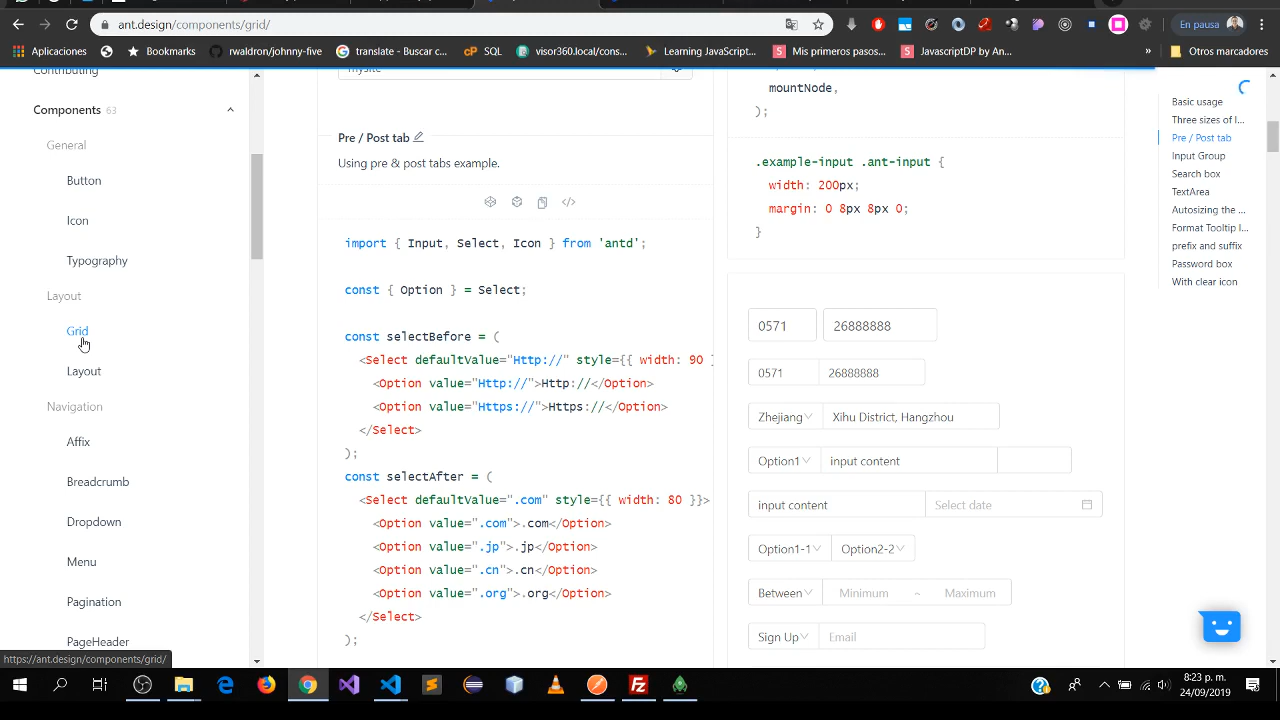 ant.design/components/grid/
En pausa
Aplicaciones
Bookmarks
rwaldron/johnny-five
translate - Buscar c...
SQL
visor360.local/cons...
Learning JavaScript...
Mis primeros pasos...
JavascriptDP by An...
»
Otros marcadores
Contributing
Components 63
General
Button
Icon
Typography
Layout
Grid
Layout
Navigation
Affix
Breadcrumb
Dropdown
Menu
Pagination
PageHeader
https://ant.design/components/grid/
mysite
Pre / Post tab
Using pre & post tabs example.
import { Input, Select, Icon } from 'antd';
const { Option } = Select;
const selectBefore = (
<Select defaultValue="Http://" style={{ width: 90 }
<Option value="Http://">Http://</Option>
<Option value="Https://">Https://</Option>
</Select>
);
const selectAfter = (
<Select defaultValue=".com" style={{ width: 80 }}>
<Option value=".com">.com</Option>
<Option value=".jp">.jp</Option>
<Option value=".cn">.cn</Option>
<Option value=".org">.org</Option>
</Select>
);
mountNode,
);
.example-input .ant-input {
width: 200px;
margin: 0 8px 8px 0;
}
0571 26888888
0571 26888888
Zhejiang Xihu District, Hangzhou
Option1 input content
input content Select date
Option1-1 Option2-2
Between Minimum ~ Maximum
Sign Up Email
Basic usage
Three sizes of I...
Pre / Post tab
Input Group
Search box
TextArea
Autosizing the ...
Format Tooltip I...
prefix and suffix
Password box
With clear icon
8:23 p. m.
24/09/2019